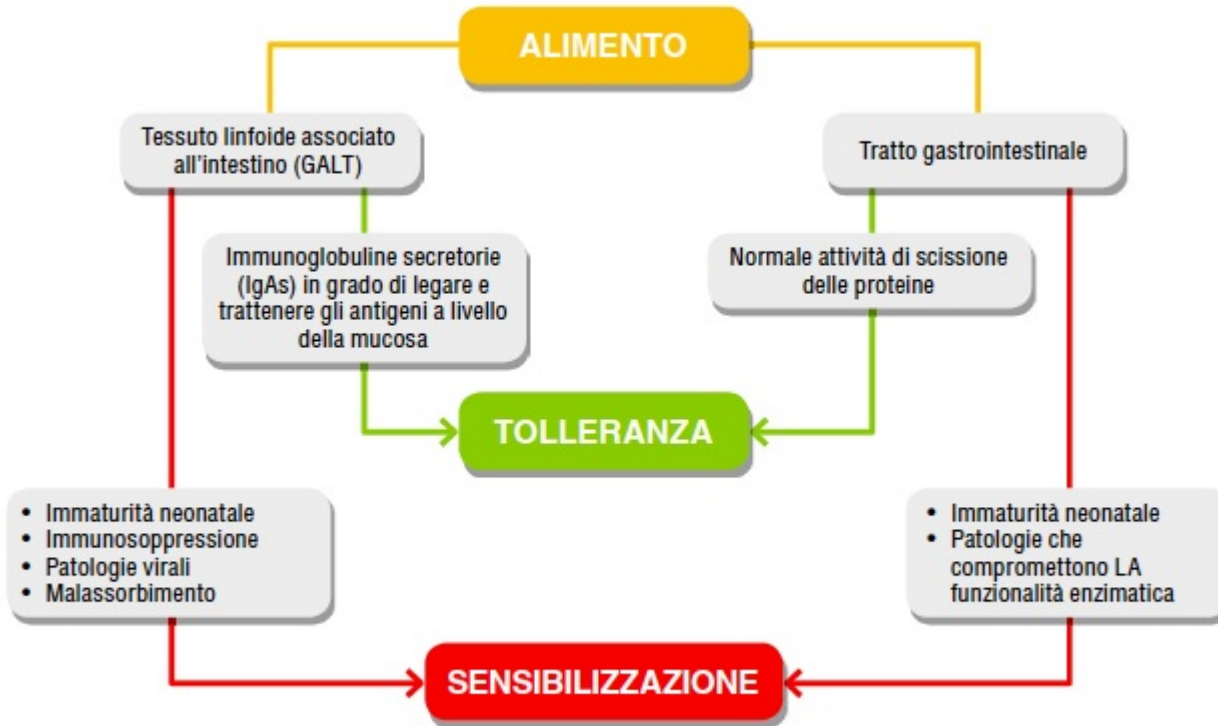 ALIMENTO
Tessuto linfoide associato
all'intestino (GALT)
Tratto gastrointestinale
Immunoglobuline secretorie
(IgAs) in grado di legare e
trattenere gli antigeni a livello
della mucosa
Normale attività di scissione
delle proteine
TOLLERANZA
• Immaturità neonatale
• Immunosoppressione
• Patologie virali
• Malassorbimento
• Immaturità neonatale
• Patologie che
compromettono LA
funzionalità enzimatica
SENSIBILIZZAZIONE